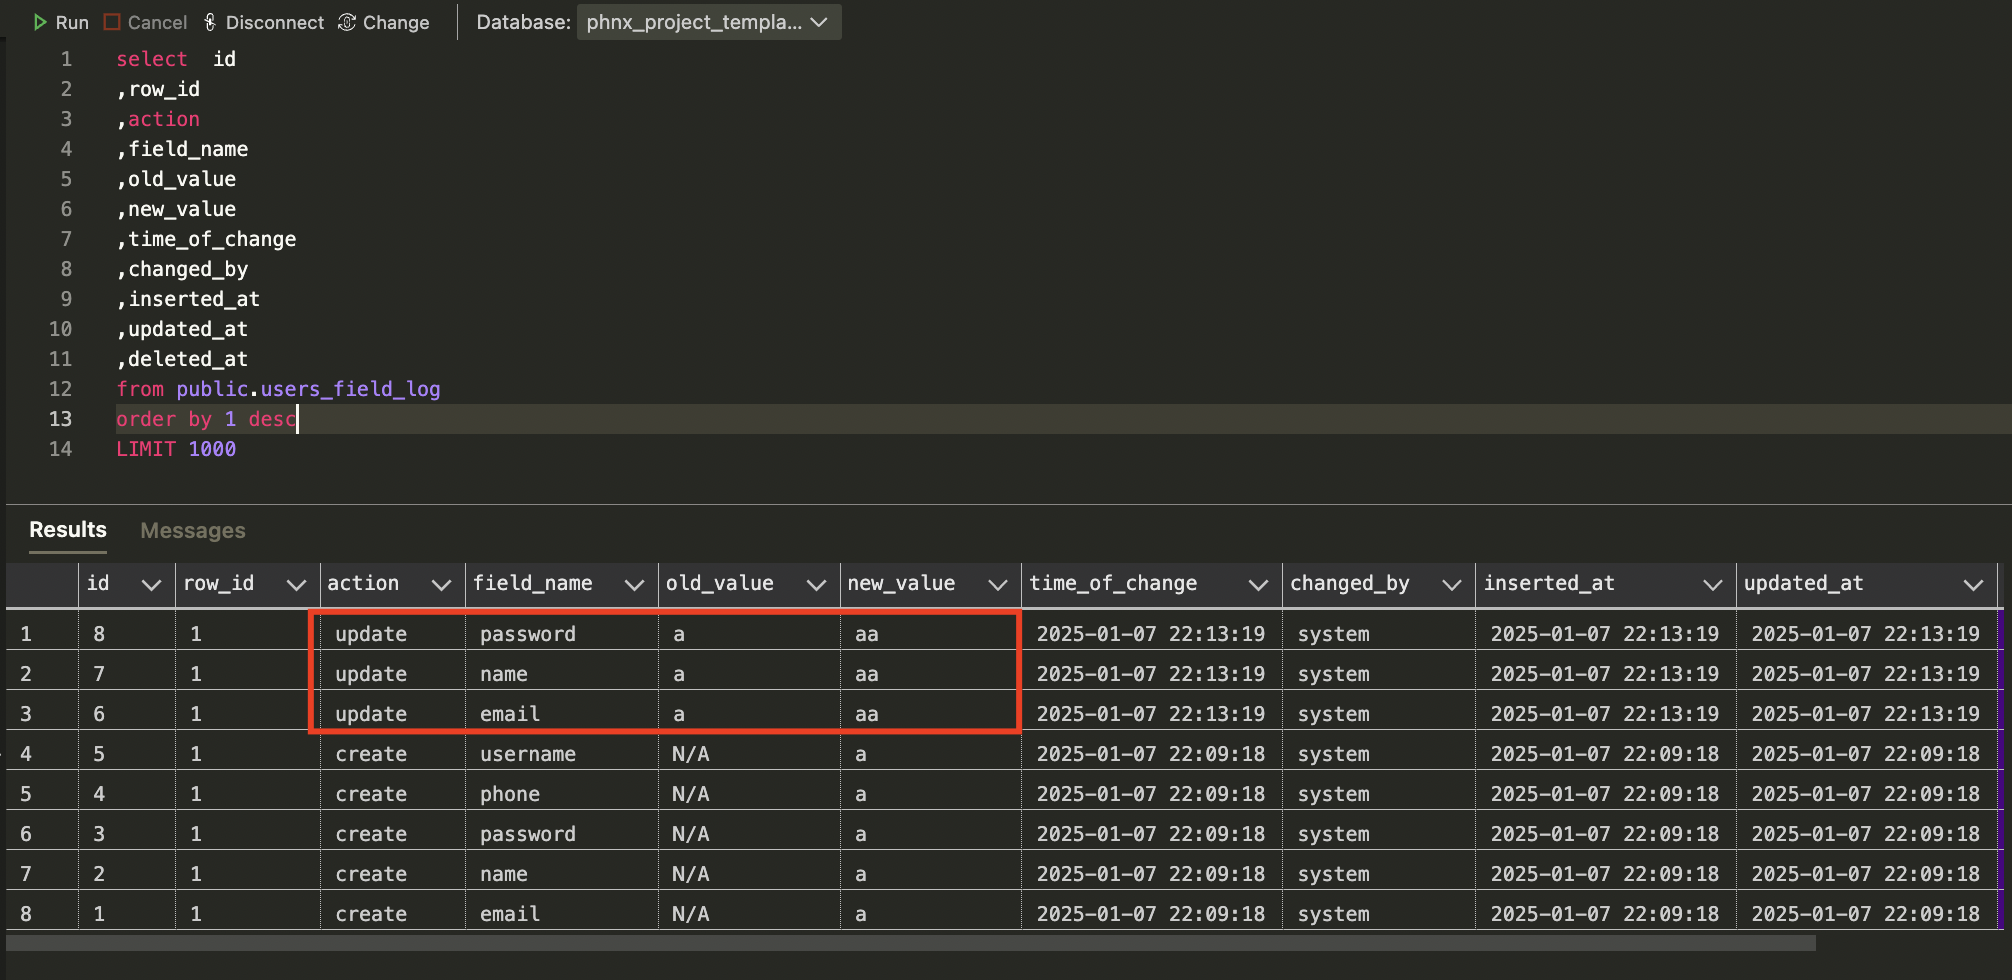 Run Cancel Disconnect Change Database: phnx_project_templa...
1 select  id
2 ,row_id
3 ,action
4 ,field_name
5 ,old_value
6 ,new_value
7 ,time_of_change
8 ,changed_by
9 ,inserted_at
10 ,updated_at
11 ,deleted_at
12 from public.users_field_log
13 order by 1 desc
14 LIMIT 1000
Results Messages
id row_id action field_name old_value new_value time_of_change changed_by inserted_at updated_at
1 8 1 update password a aa 2025-01-07 22:13:19 system 2025-01-07 22:13:19 2025-01-07 22:13:19
2 7 1 update name a aa 2025-01-07 22:13:19 system 2025-01-07 22:13:19 2025-01-07 22:13:19
3 6 1 update email a aa 2025-01-07 22:13:19 system 2025-01-07 22:13:19 2025-01-07 22:13:19
4 5 1 create username N/A a 2025-01-07 22:09:18 system 2025-01-07 22:09:18 2025-01-07 22:09:18
5 4 1 create phone N/A a 2025-01-07 22:09:18 system 2025-01-07 22:09:18 2025-01-07 22:09:18
6 3 1 create password N/A a 2025-01-07 22:09:18 system 2025-01-07 22:09:18 2025-01-07 22:09:18
7 2 1 create name N/A a 2025-01-07 22:09:18 system 2025-01-07 22:09:18 2025-01-07 22:09:18
8 1 1 create email N/A a 2025-01-07 22:09:18 system 2025-01-07 22:09:18 2025-01-07 22:09:18